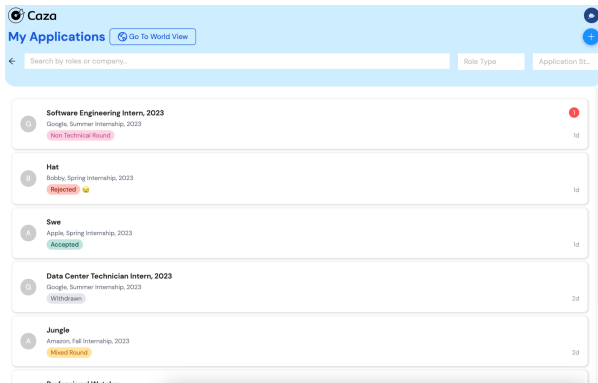 Caza
My Applications
Go To World View
Search by roles or company...
Role Type
Application St...
Software Engineering Intern, 2023
1
G
Google, Summer Internship, 2023
Non Technical Round
1d
Hat
B
Bobby, Spring Internship, 2023
Rejected
1d
Swe
A
Apple, Spring Internship, 2023
Accepted
1d
Data Center Technician Intern, 2023
G
Google, Summer Internship, 2023
Withdrawn
2d
Jungle
A
Amazon, Fall Internship, 2023
Mixed Round
2d